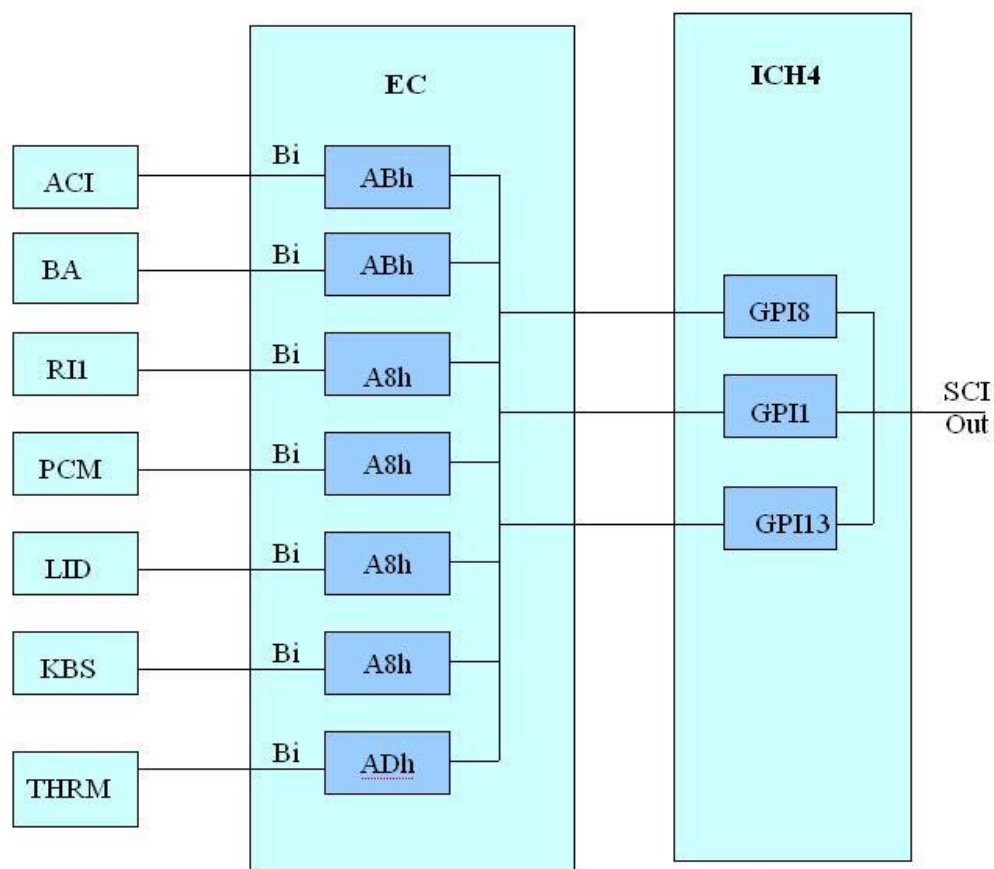 EC
ICH4
ACI
Bi
ABh
BA
Bi
ABh
RI1
Bi
A8h
PCM
Bi
A8h
LID
Bi
A8h
KBS
Bi
A8h
THRM
Bi
ADh
GPI8
GPI1
GPI13
SCI
Out